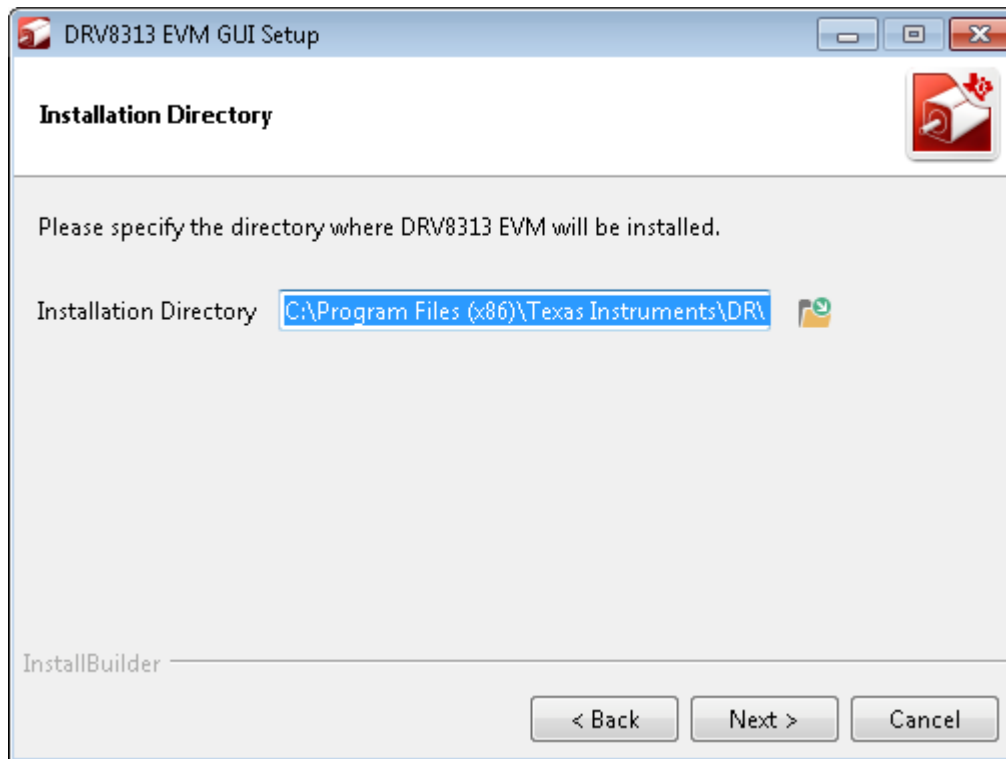 DRV8313 EVM GUI Setup
Installation Directory
Please specify the directory where DRV8313 EVM will be installed.
Installation Directory C:\Program Files (x86)\Texas Instruments\DR\
InstallBuilder
< Back Next > Cancel